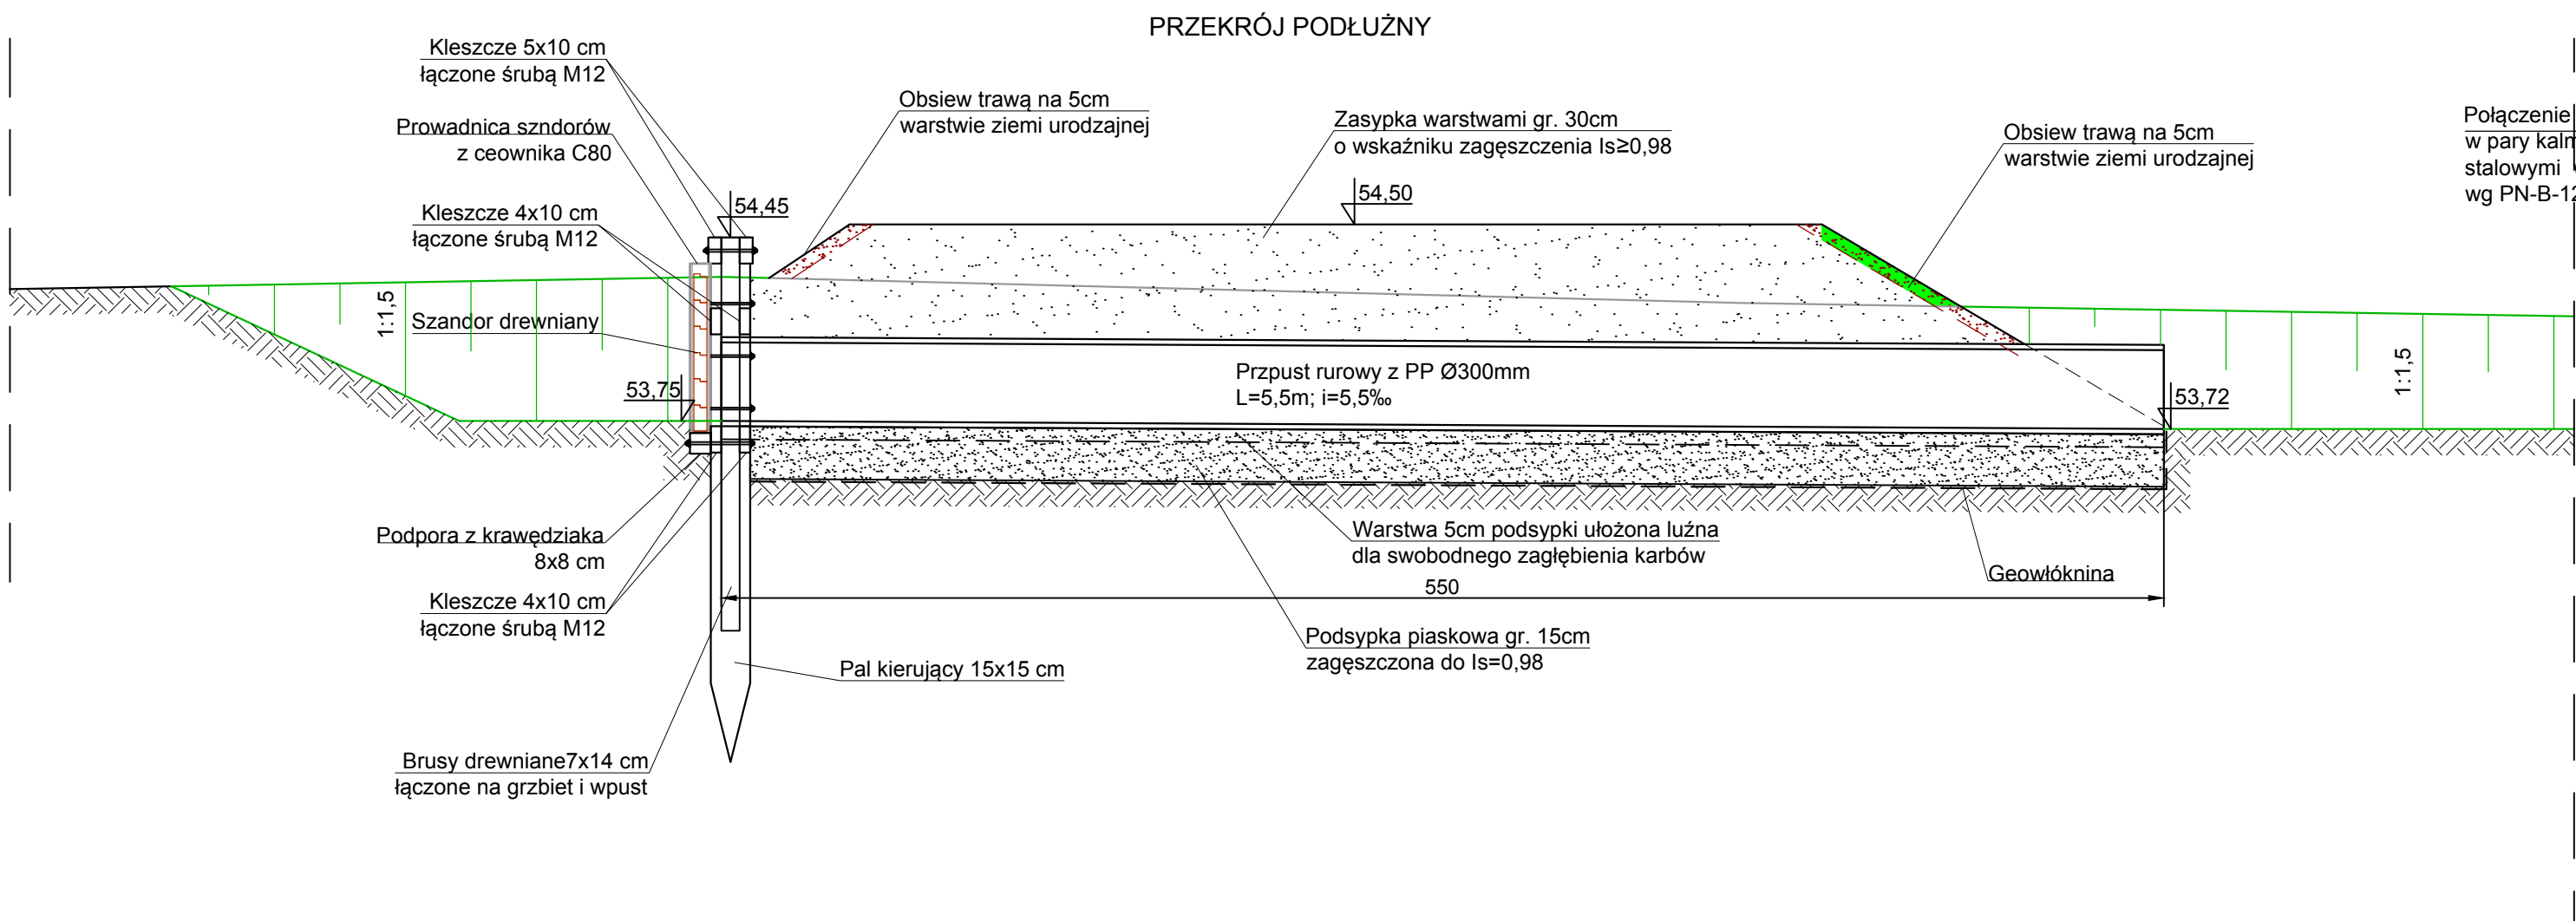 PRZEKRÓJ PODŁUŻNY
Kleszcze 5x10 cm
łączone śrubą M12
Prowadnica szndorów
z ceownika C80
Kleszcze 4x10 cm
łączone śrubą M12
Szandor drewniany
1:1,5
53,75
54,45
Obsiew trawą na 5cm
warstwie ziemi urodzajnej
Zasypka warstwami gr. 30cm
o wskaźniku zagęszczenia Is≥0,98
54,50
Obsiew trawą na 5cm
warstwie ziemi urodzajnej
Połączenie
w pary
stalowymi
wg PN-B-12
Przpust rurowy z PP Ø300mm
L=5,5m; i=5,5‰
53,72
1:1,5
Podpora z krawędziaka
8x8 cm
Kleszcze 4x10 cm
łączone śrubą M12
Warstwa 5cm podsypki ułożona luźna
dla swobodnego zagłębienia karbów
Geowłóknina
550
Podsypka piaskowa gr. 15cm
zagęszczona do Is=0,98
Pal kierujący 15x15 cm
Brusy drewniane7x14 cm
łączone na grzbiet i wpust